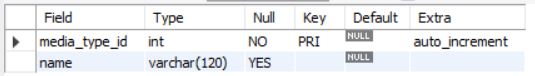 Field Type Null Key Default Extra
media_type_id int NO PRI NULL auto_increment
name varchar(120) YES NULL